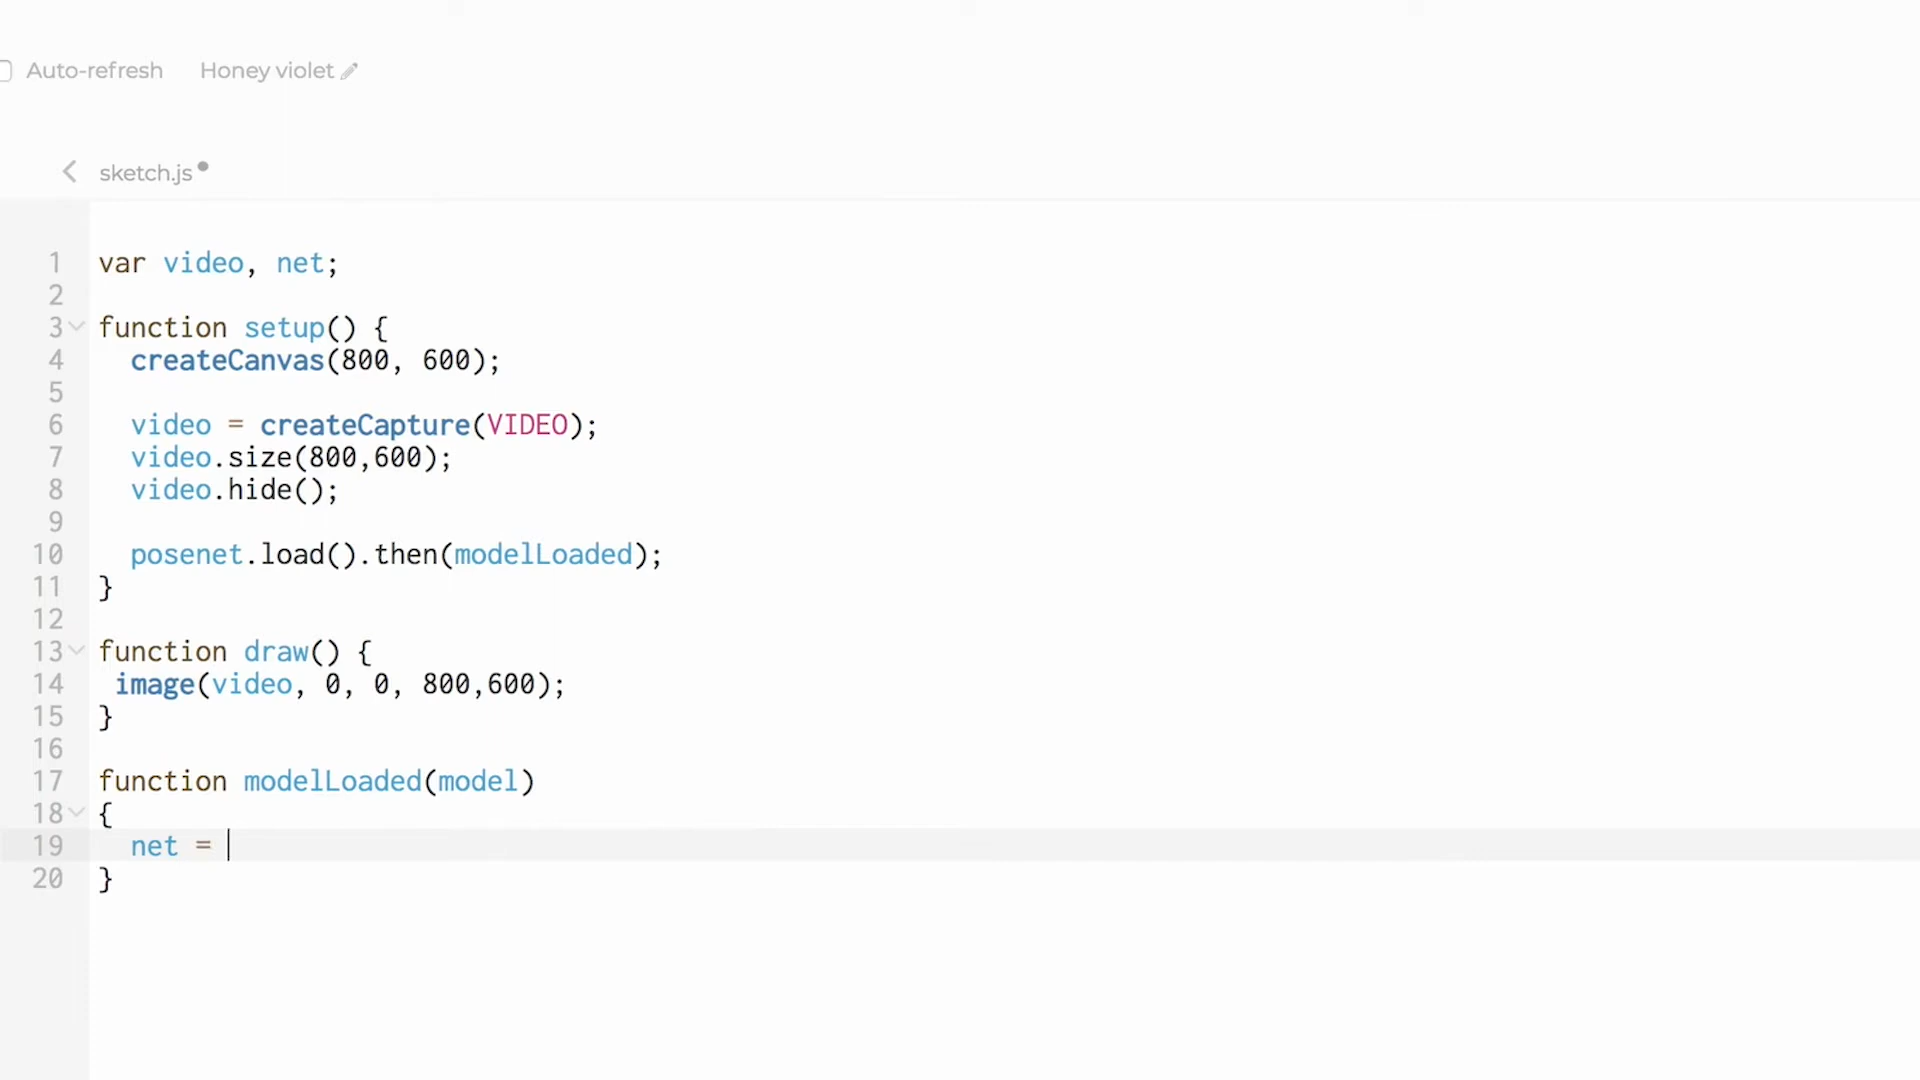 Auto-refresh Honey violet
sketch.js
1 var video, net;
2
3 function setup() {
4 createCanvas(800, 600);
5
6 video = createCapture(VIDEO);
7 video.size(800,600);
8 video.hide();
9
10 posenet.load().then(modelLoaded);
11 }
12
13 function draw() {
14 image(video, 0, 0, 800,600);
15 }
16
17 function modelLoaded(model)
18 {
19 net =
20 }